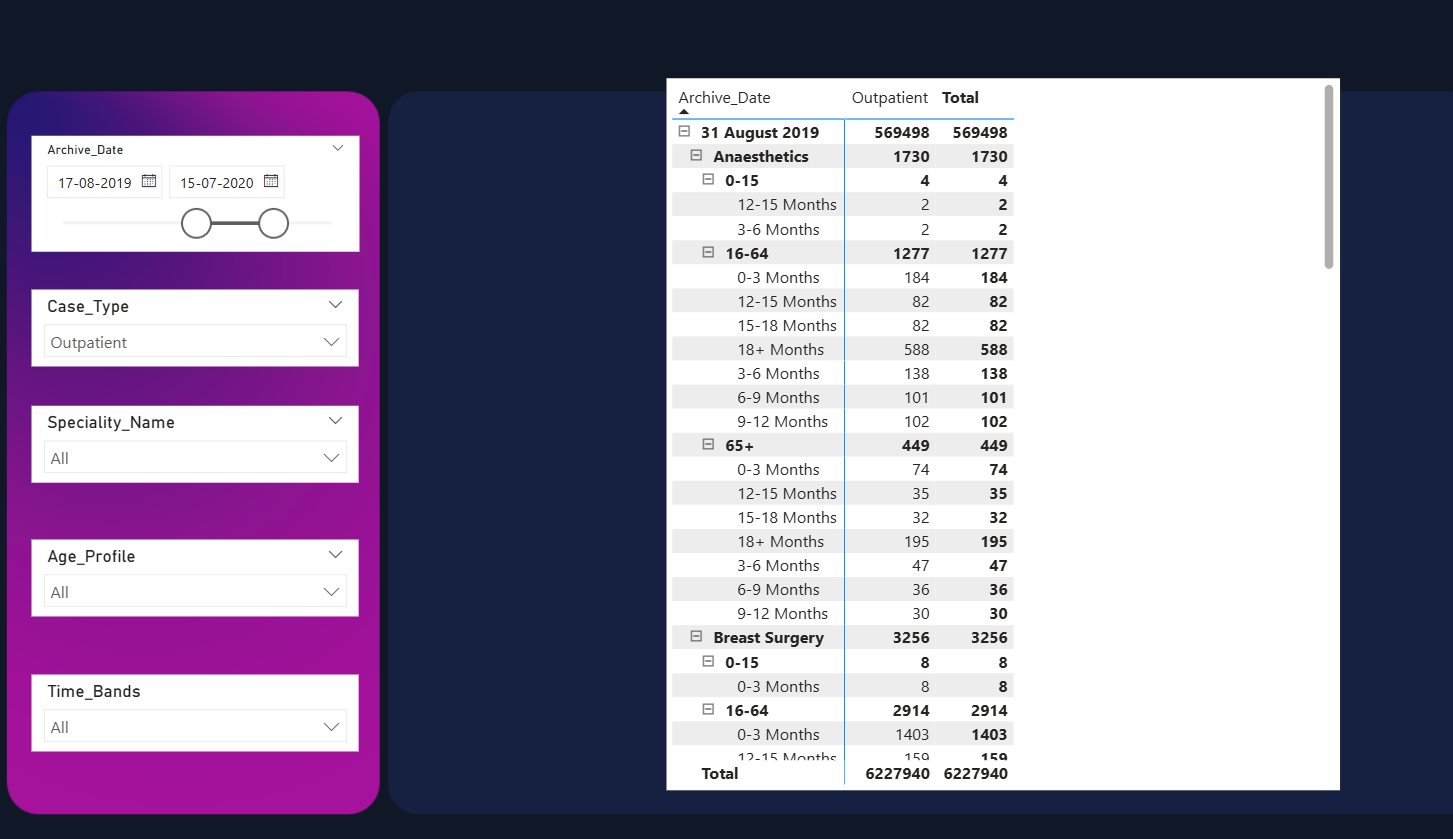 Archive_Date
17-08-2019 15-07-2020
Case_Type
Outpatient
Speciality_Name
All
Age_Profile
All
Time_Bands
All
Archive_Date Outpatient Total
31 August 2019 569498 569498
Anaesthetics 1730 1730
0-15 4 4
12-15 Months 2 2
3-6 Months 2 2
16-64 1277 1277
0-3 Months 184 184
12-15 Months 82 82
15-18 Months 82 82
18+ Months 588 588
3-6 Months 138 138
6-9 Months 101 101
9-12 Months 102 102
65+ 449 449
0-3 Months 74 74
12-15 Months 35 35
15-18 Months 32 32
18+ Months 195 195
3-6 Months 47 47
6-9 Months 36 36
9-12 Months 30 30
Breast Surgery 3256 3256
0-15 8 8
0-3 Months 8 8
16-64 2914 2914
0-3 Months 1403 1403
12-15 Months 159 159
Total 6227940 6227940